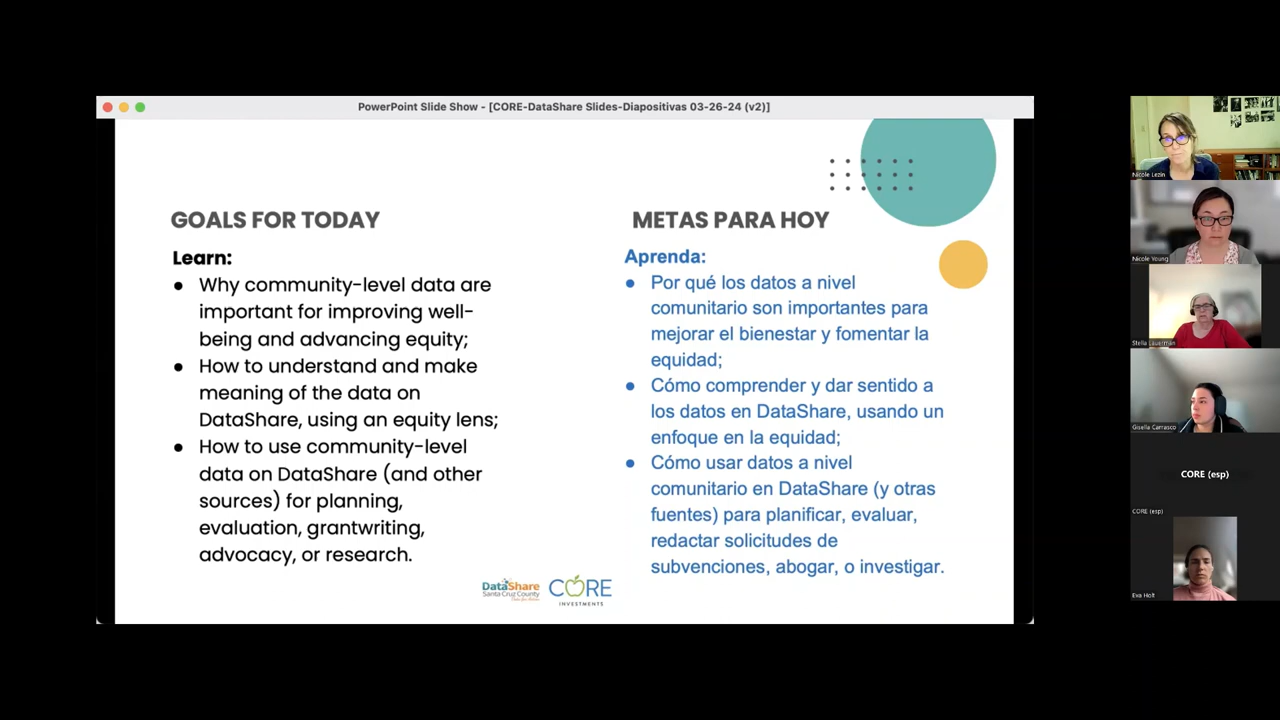 PowerPoint Slide Show - [CORE-DataShare Slides-Diapositivas 03-26-24 (v2)]
GOALS FOR TODAY
Learn:
● Why community-level data are
important for improving well-
being and advancing equity;
● How to understand and make
meaning of the data on
DataShare, using an equity lens;
● How to use community-level
data on DataShare (and other
sources) for planning,
evaluation, grantwriting,
advocacy, or research.
METAS PARA HOY
Aprenda:
● Por qué los datos a nivel
comunitario son importantes para
mejorar el bienestar y fomentar la
equidad;
● Cómo comprender y dar sentido a
los datos en DataShare, usando un
enfoque en la equidad;
● Cómo usar datos a nivel
comunitario en DataShare (y otras
fuentes) para planificar, evaluar,
redactar solicitudes de
subvenciones, abogar, o investigar.
DataShare
Santa Cruz County
CORE
INVESTMENTS
Nicole Lezin
Nicole Young
Stella Lauerman
Gisella Carrasco
CORE (esp)
CORE (esp)
Eva Holt